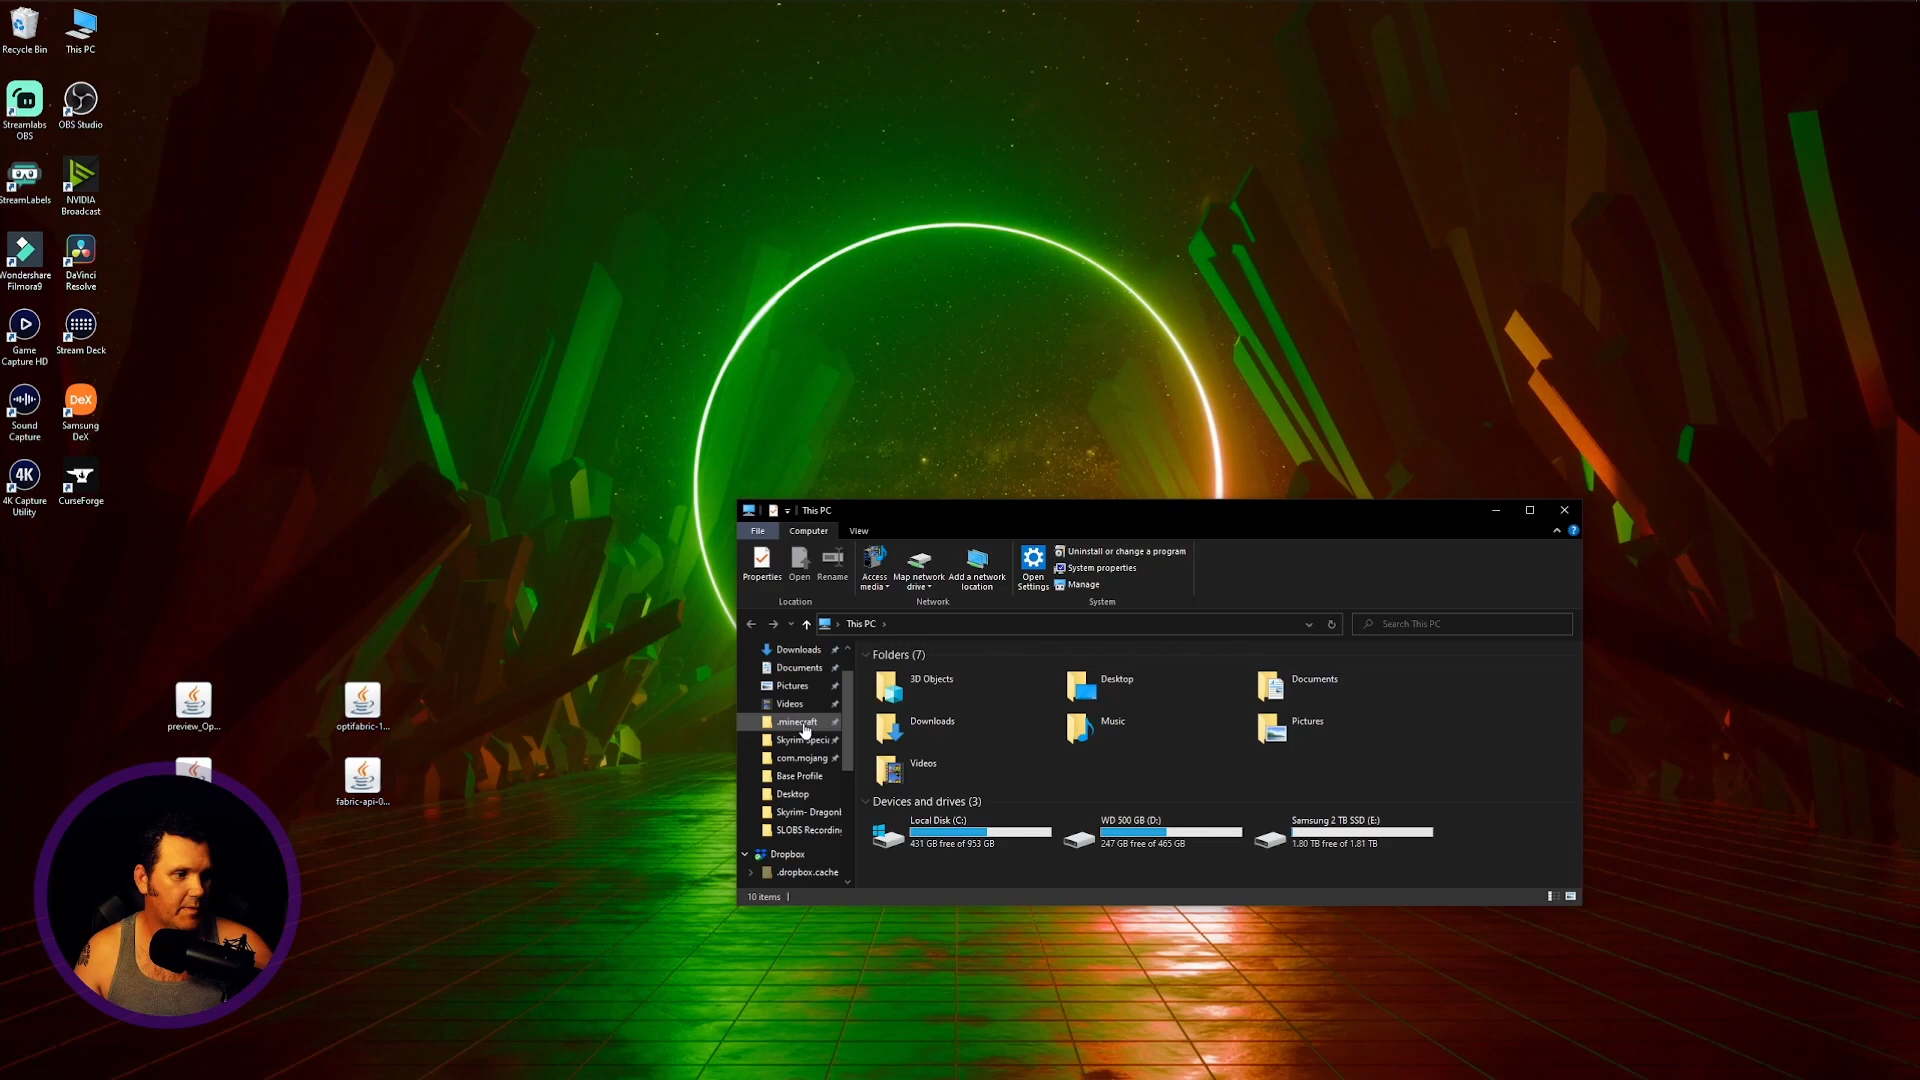 Recycle Bin
This PC
Streamlabs
OBS
OBS Studio
StreamLabels
NVIDIA
Broadcast
Wondershare
Filmora9
DaVinci
Resolve
Game
Capture HD
Stream Deck
Sound
Capture
DeX
Samsung
DeX
4K
4K Capture
Utility
CurseForge
preview_Op...
optifabric-1...
fabric-api-0...
This PC
File
Computer
View
Properties
Open
Rename
Access
media
Map network
drive
Add a network
location
Open
Settings
Uninstall or change a program
System properties
Manage
Location
Network
System
This PC
Search This PC
Downloads
Documents
Pictures
Videos
.minecraft
Skyrim Speci
com.mojang
Base Profile
Desktop
Skyrim- Dragonl
SLOBS Recording
Dropbox
.dropbox.cache
Folders (7)
3D Objects
Desktop
Documents
Downloads
Music
Pictures
Videos
Devices and drives (3)
Local Disk (C:)
431 GB free of 953 GB
WD 500 GB (D:)
247 GB free of 465 GB
Samsung 2 TB SSD (E:)
1.80 TB free of 1.81 TB
10 items